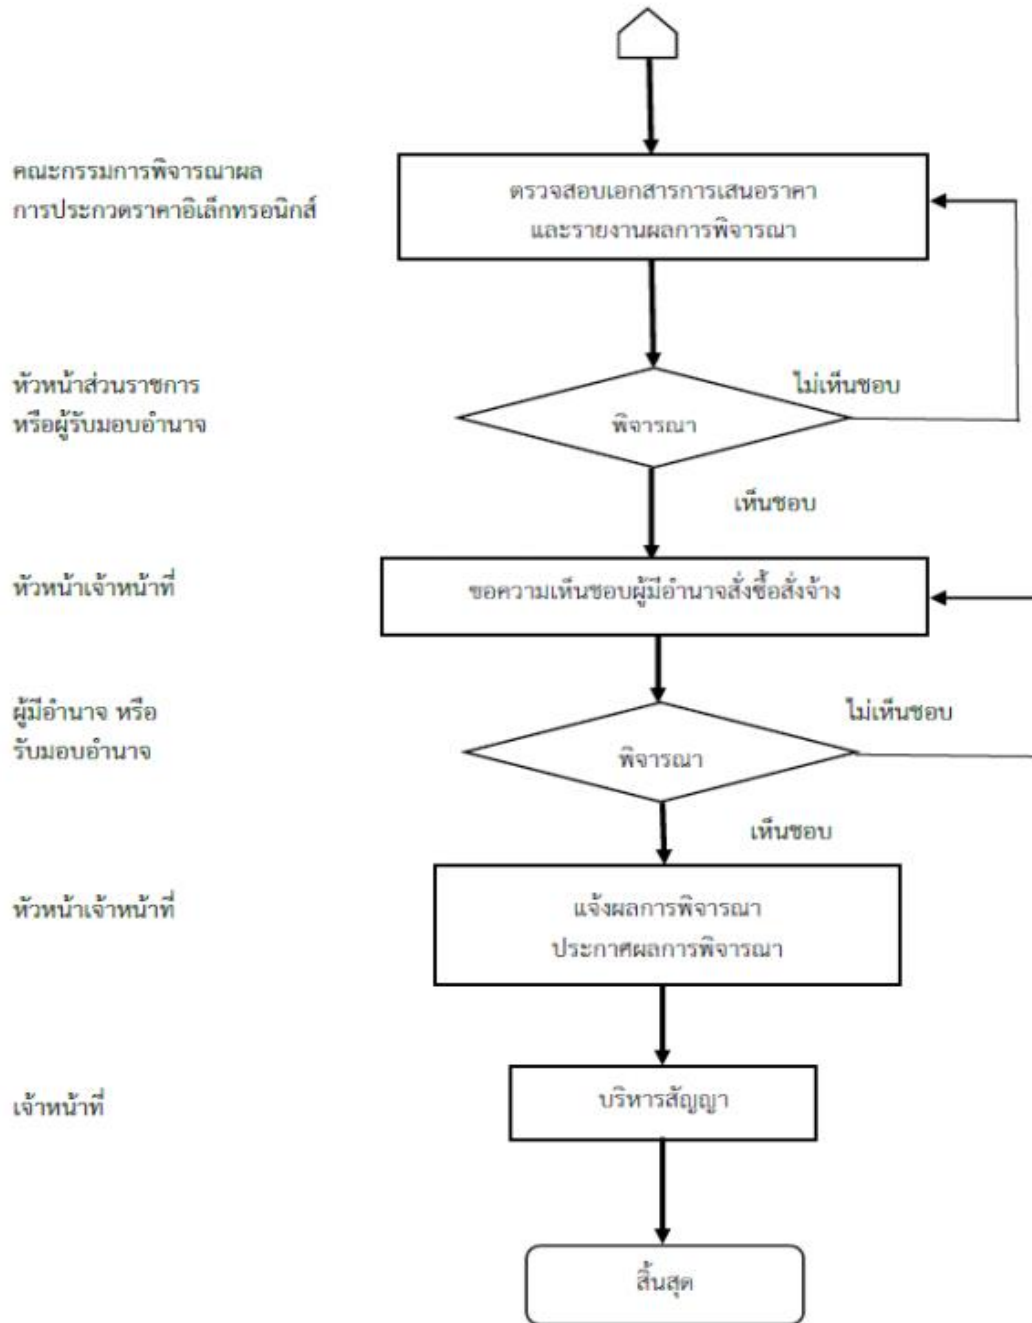 คณะกรรมการพิจารณาผล
การประกวดราคาอิเล็กทรอนิกส์
ตรวจสอบเอกสารการเสนอราคา
และรายงานผลการพิจารณา
หัวหน้าส่วนราชการ
หรือผู้รับมอบอำนาจ
พิจารณา
ไม่เห็นชอบ
เห็นชอบ
หัวหน้าเจ้าหน้าที่
ขอความเห็นชอบผู้มีอำนาจสั่งซื้อสั่งจ้าง
ผู้มีอำนาจ หรือ
รับมอบอำนาจ
พิจารณา
ไม่เห็นชอบ
เห็นชอบ
หัวหน้าเจ้าหน้าที่
แจ้งผลการพิจารณา
ประกาศผลการพิจารณา
เจ้าหน้าที่
บริหารสัญญา
สิ้นสุด